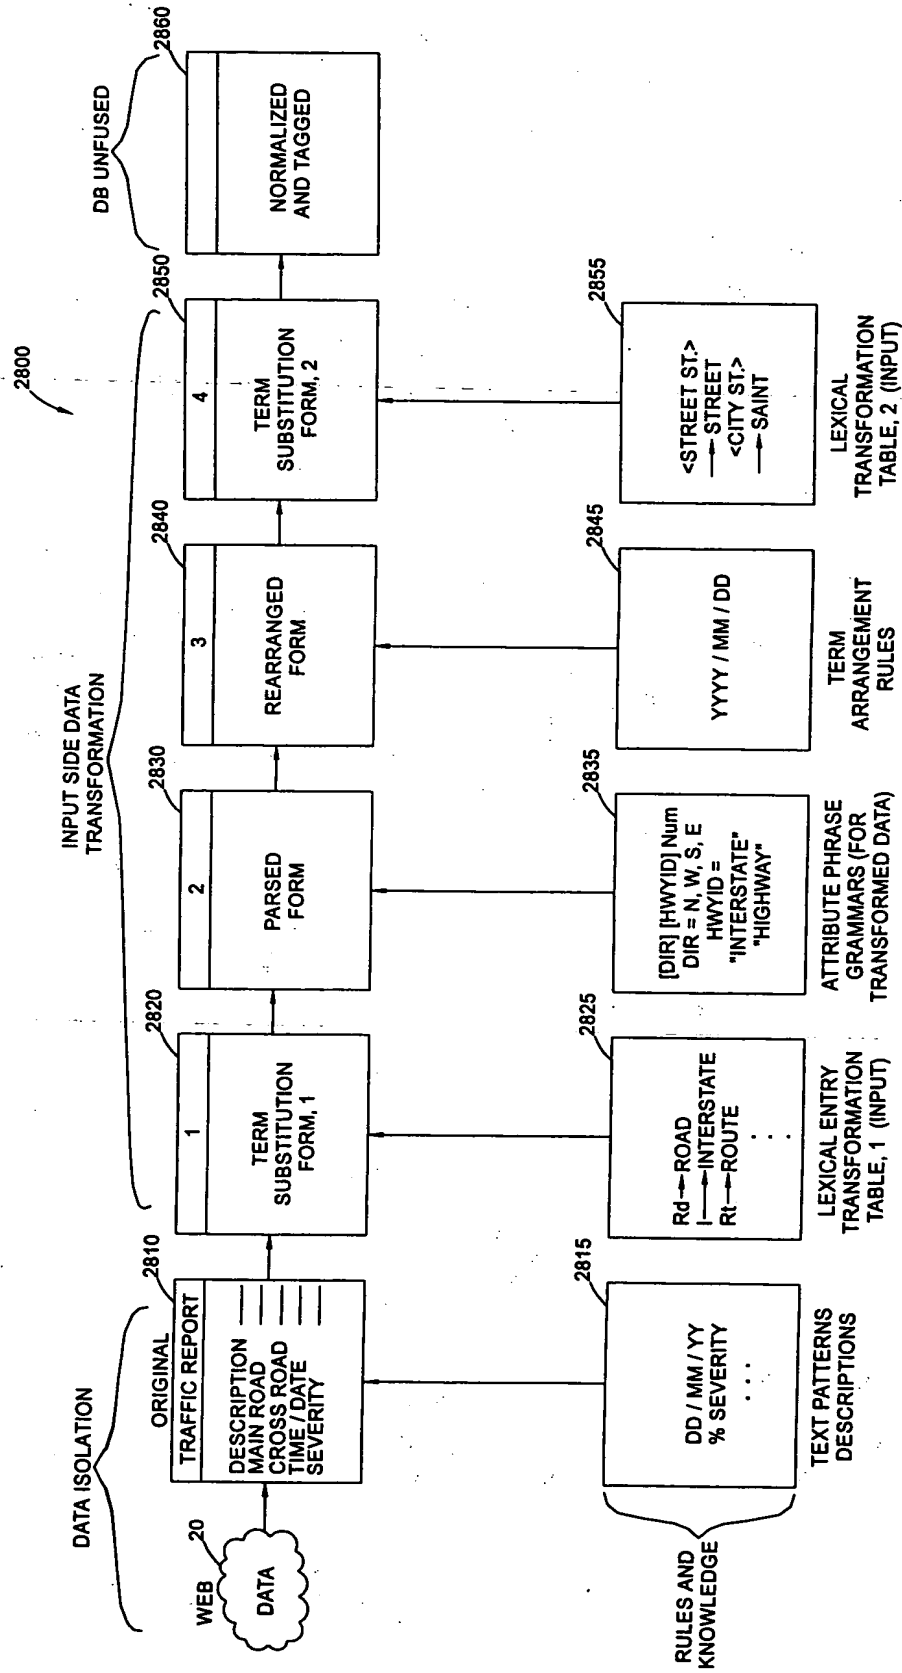 2800
DATA ISOLATION
INPUT SIDE DATA
TRANSFORMATION
DB UNFUSED
WEB
20
DATA
ORIGINAL
2810
TRAFFIC REPORT
DESCRIPTION
MAIN ROAD
CROSS ROAD
TIME / DATE
SEVERITY
2820
1
TERM
SUBSTITUTION
FORM, 1
2830
2
PARSED
FORM
2840
3
REARRANGED
FORM
2850
4
TERM
SUBSTITUTION
FORM, 2
2860
NORMALIZED
AND TAGGED
RULES AND
KNOWLEDGE
2815
DD / MM / YY
% SEVERITY
. . .
TEXT PATTERNS
DESCRIPTIONS
2825
Rd→ROAD
I→INTERSTATE
Rt→ROUTE
. . .
LEXICAL ENTRY
TRANSFORMATION
TABLE, 1 (INPUT)
2835
[DIR] [HWYID] Num
DIR = N, W, S, E
HWYID =
"INTERSTATE"
"HIGHWAY"
ATTRIBUTE PHRASE
GRAMMARS (FOR
TRANSFORMED DATA)
2845
YYYY / MM / DD
TERM
ARRANGEMENT
RULES
2855
<STREET ST.>
→STREET
<CITY ST.>
→SAINT
LEXICAL
TRANSFORMATION
TABLE, 2 (INPUT)